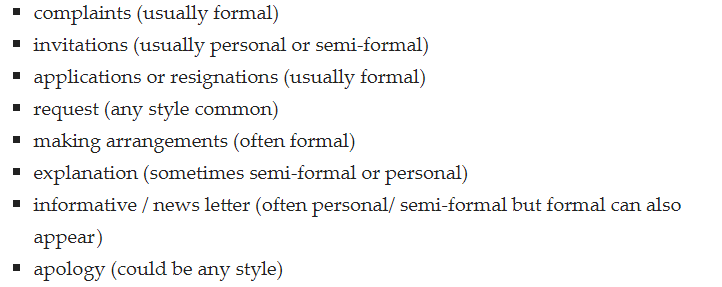 ▪ complaints (usually formal)
▪ invitations (usually personal or semi-formal)
▪ applications or resignations (usually formal)
▪ request (any style common)
▪ making arrangements (often formal)
▪ explanation (sometimes semi-formal or personal)
▪ informative / news letter (often personal/ semi-formal but formal can also
appear)
▪ apology (could be any style)